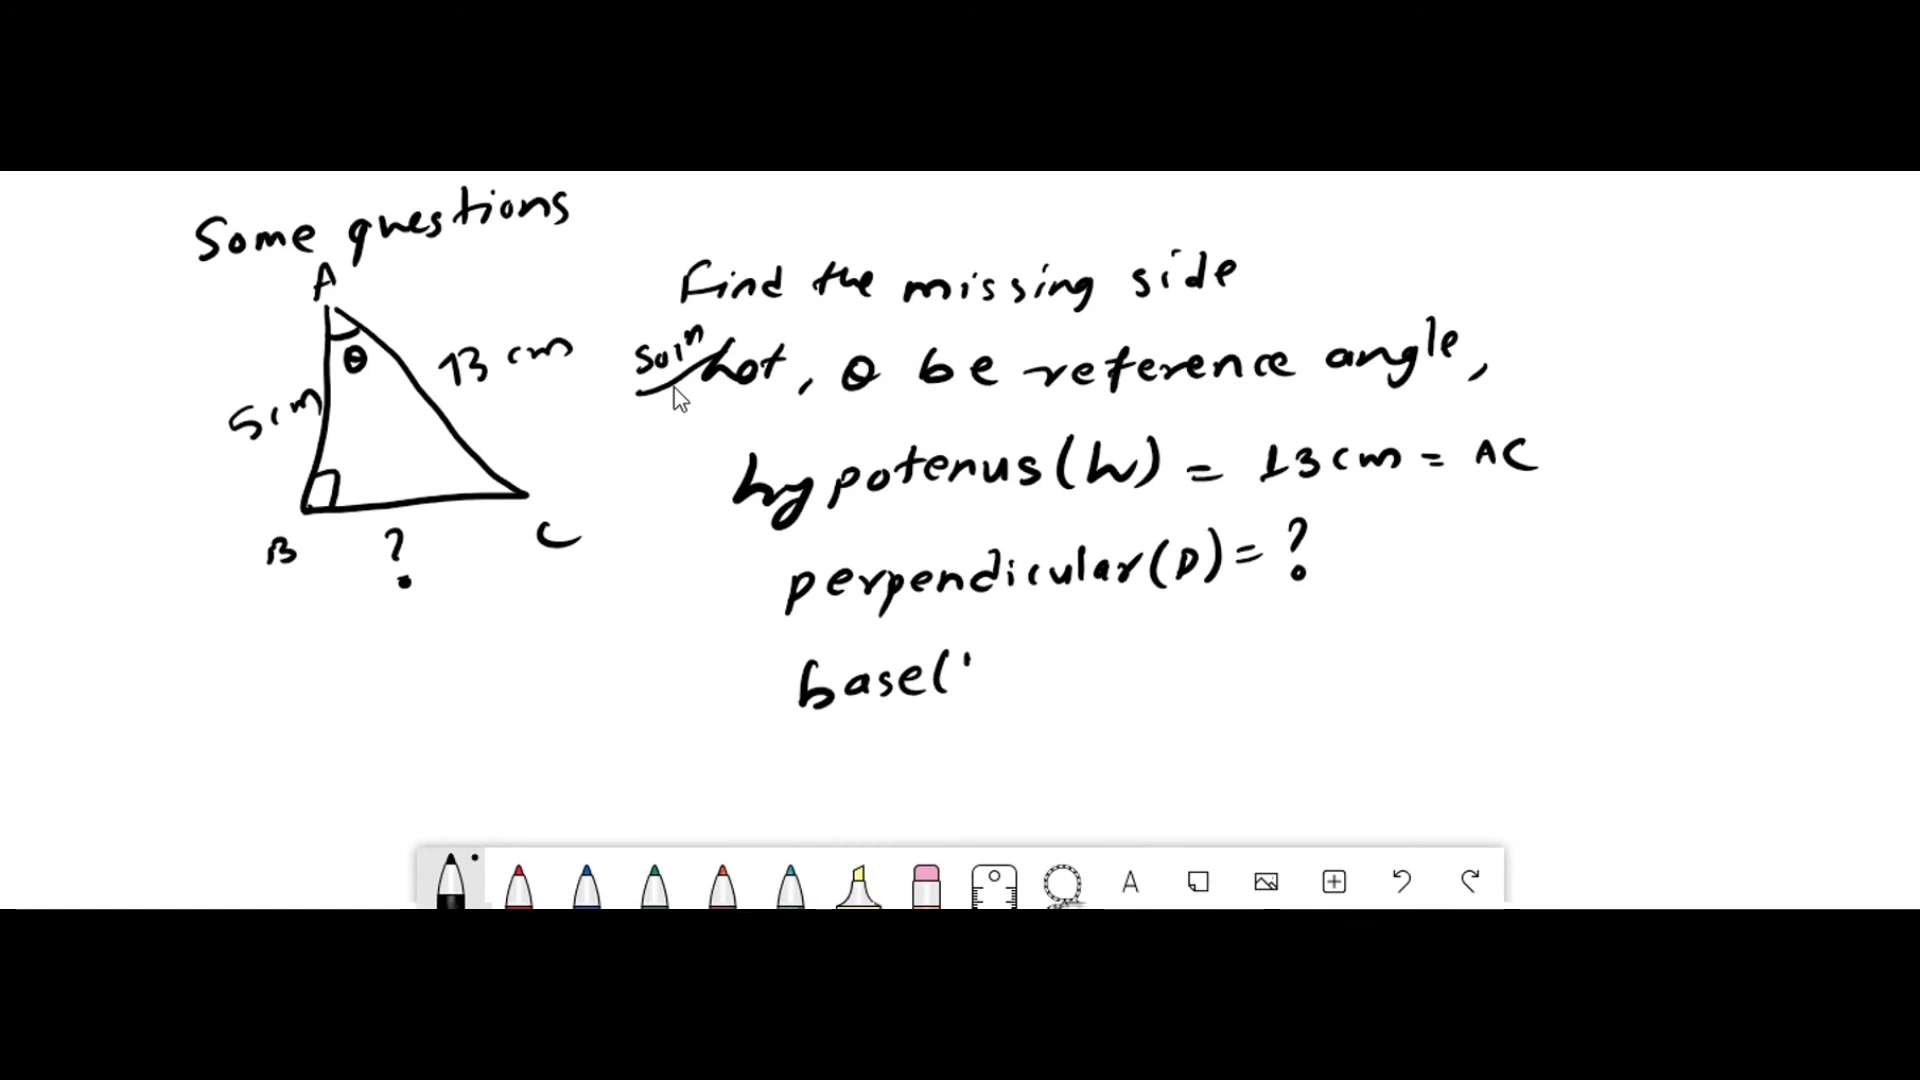 Some questions
A
θ
13 cm
5cm
B
?
C
Find the missing side
solⁿ
let, θ be reference angle,
hypotenus(h) = 13cm = AC
perpendicular(p) = ?
base(
A